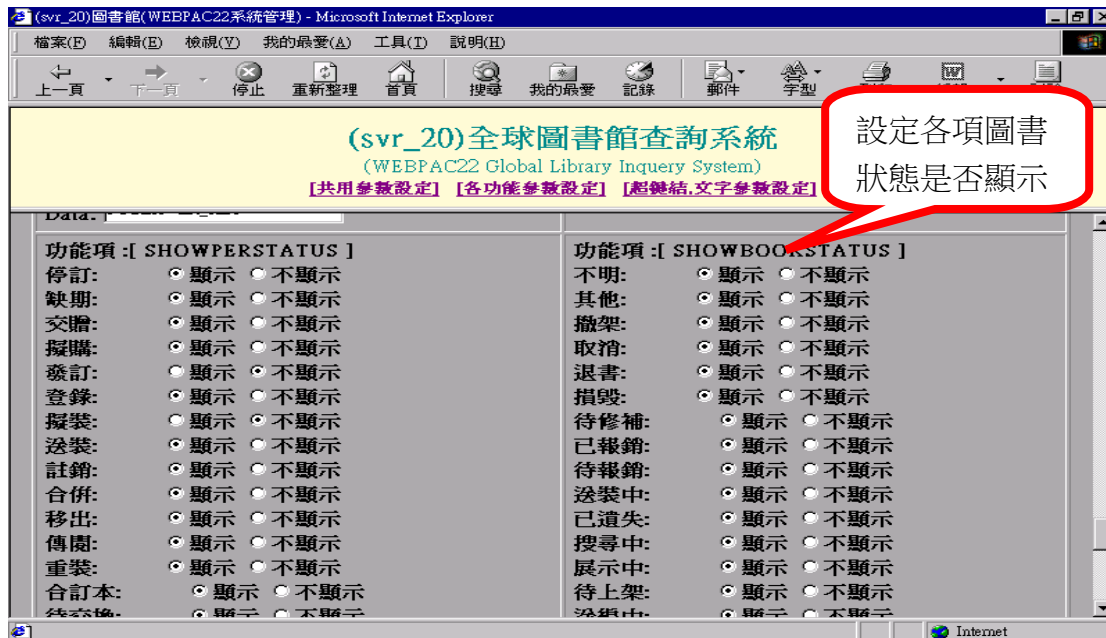 (svr_20)圖書館(WEBPAC22系統管理) - Microsoft Internet Explorer
檔案(F) 編輯(E) 檢視(V) 我的最愛(A) 工具(T) 說明(H)
上一頁 下一頁 停止 重新整理 首頁 搜尋 我的最愛 記錄 郵件 字型
設定各項圖書
狀態是否顯示
(svr_20)全球圖書館查詢系統
(WEBPAC22 Global Library Inquery System)
[共用參數設定] [各功能參數設定] [超鍵結,文字參數設定]
Data:
功能項 :[ SHOWPERSTATUS ]
停訂: 顯示 不顯示
缺期: 顯示 不顯示
交贈: 顯示 不顯示
擬購: 顯示 不顯示
發訂: 顯示 不顯示
登錄: 顯示 不顯示
擬裝: 顯示 不顯示
送裝: 顯示 不顯示
註銷: 顯示 不顯示
合併: 顯示 不顯示
移出: 顯示 不顯示
傳閱: 顯示 不顯示
重裝: 顯示 不顯示
合訂本: 顯示 不顯示
待交換: 顯示 不顯示
功能項 :[ SHOWBOOKSTATUS ]
不明: 顯示 不顯示
其他: 顯示 不顯示
撤架: 顯示 不顯示
取消: 顯示 不顯示
退書: 顯示 不顯示
損毀: 顯示 不顯示
待修補: 顯示 不顯示
已報銷: 顯示 不顯示
待報銷: 顯示 不顯示
送裝中: 顯示 不顯示
已遺失: 顯示 不顯示
搜尋中: 顯示 不顯示
展示中: 顯示 不顯示
待上架: 顯示 不顯示
顯示 不顯示
Internet